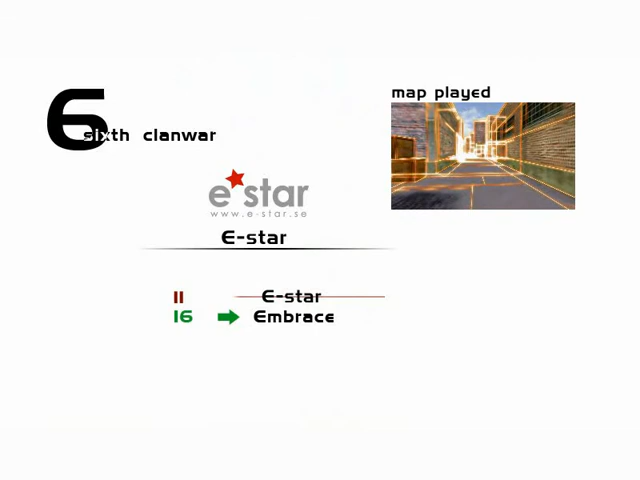 6
sixth clanwar
map played
e star
www.e-star.se
E-star
11 E-star
16 Embrace